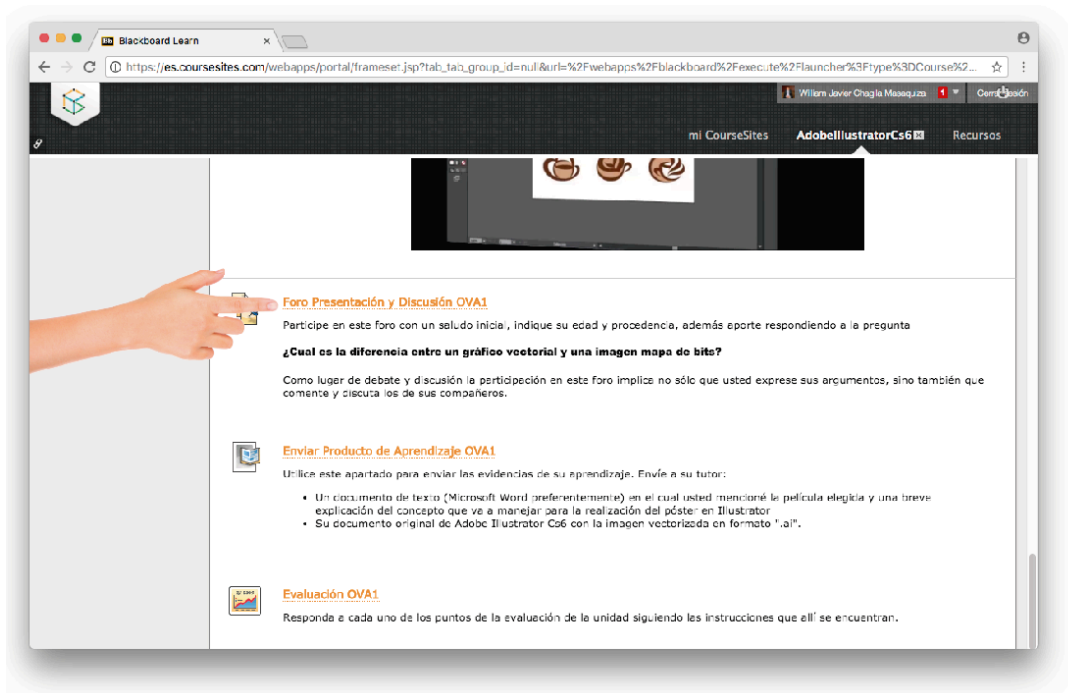 Blackboard Learn
https://es.coursesites.com/webapps/portal/frameset.jsp?tab_tab_group_id=null&url=%2Fwebapps%2Fblackboard%2Fexecute%2Flauncher%3Ftype%3DCourse%2...
William Javier Chagla Masaquiza 1
mi CourseSites AdobeIllustratorCs6 Recursos
Foro Presentación y Discusión OVA1
Participe en este foro con un saludo inicial, indique su edad y procedencia, además aporte respondiendo a la pregunta
¿Cual es la diferencia entre un gráfico vectorial y una imagen mapa de bits?
Como lugar de debate y discusión la participación en este foro implica no sólo que usted exprese sus argumentos, sino también que
comente y discuta los de sus compañeros.
Enviar Producto de Aprendizaje OVA1
Utilice este apartado para enviar las evidencias de su aprendizaje. Envíe a su tutor:
• Un documento de texto (Microsoft Word preferentemente) en el cual usted mencioné la película elegida y una breve
explicación del concepto que va a manejar para la realización del póster en Illustrator
• Su documento original de Adobe Illustrator Cs6 con la imagen vectorizada en formato ".ai".
Evaluación OVA1
Responda a cada uno de los puntos de la evaluación de la unidad siguiendo las instrucciones que allí se encuentran.